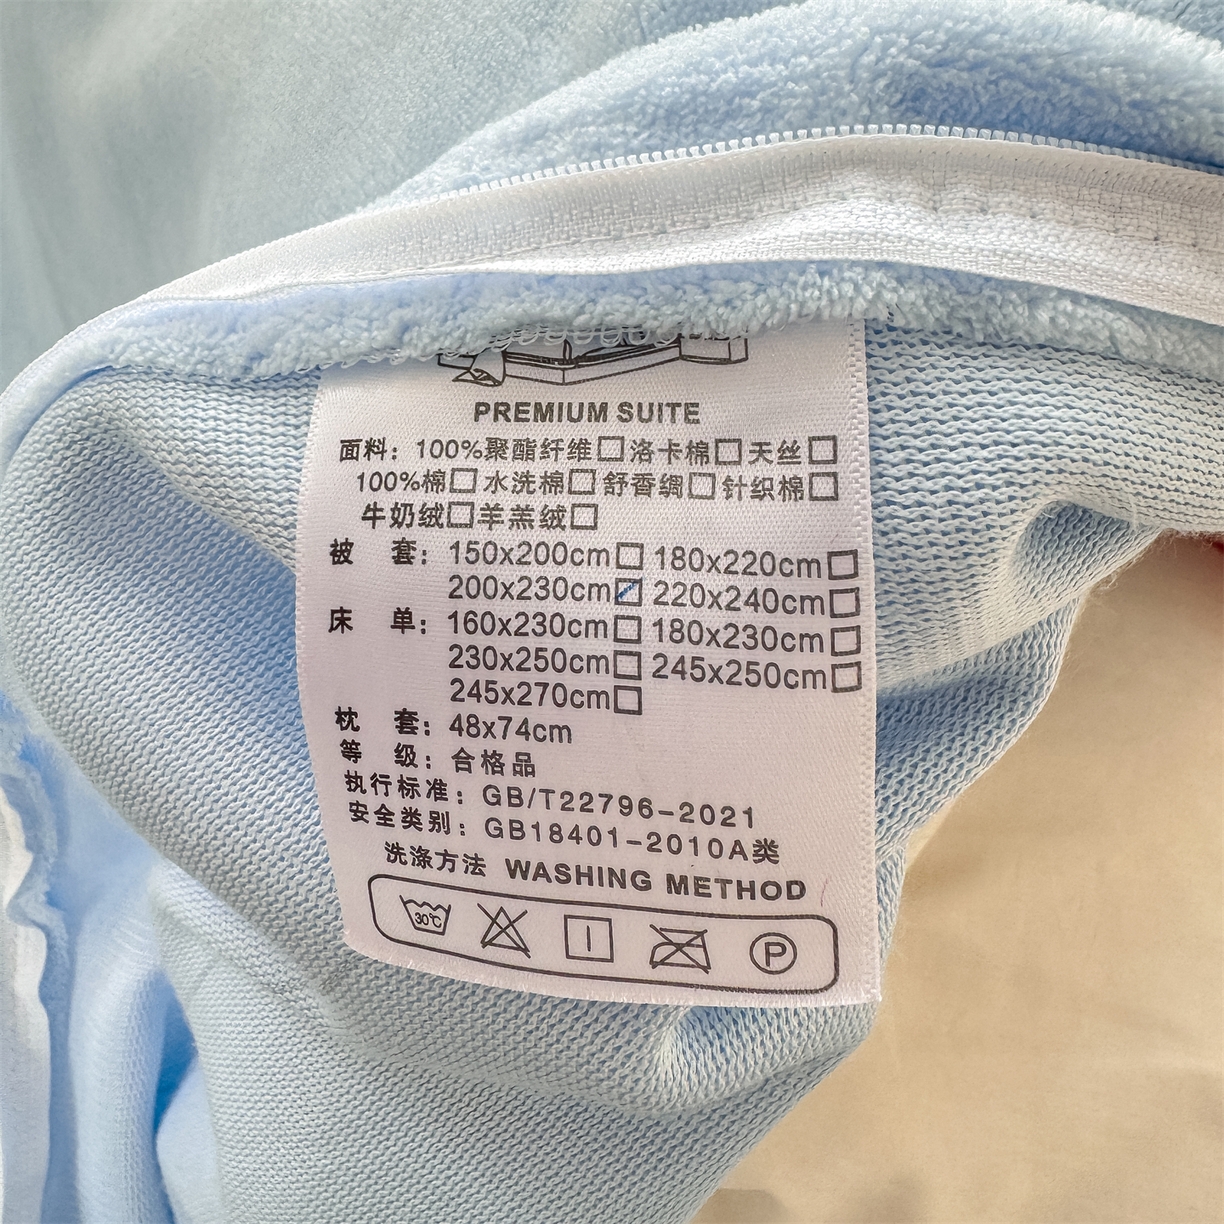 PREMIUM SUITE
面料：100%聚酯纤维☐洛卡棉☐天丝☐
100%棉☐水洗棉☐舒香绸☐针织棉☐
牛奶绒☐羊羔绒☐
被 套：150x200cm☐180x220cm☐
200x230cm☑220x240cm☐
床 单：160x230cm☐180x230cm☐
230x250cm☐245x250cm☐
245x270cm☐
枕 套：48x74cm
等 级：合格品
执行标准：GB/T22796-2021
安全类别：GB18401-2010A类
洗涤方法 WASHING METHOD
30℃ P